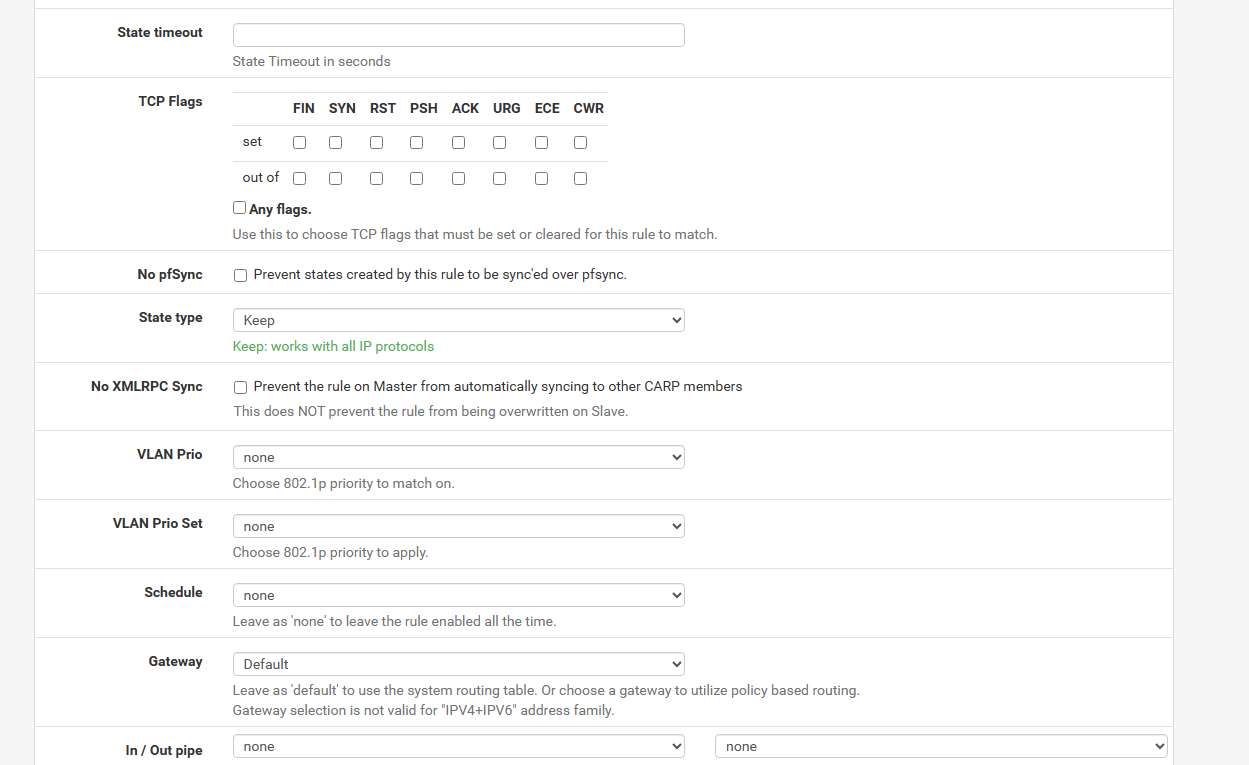 State timeout
State Timeout in seconds
TCP Flags
FIN SYN RST PSH ACK URG ECE CWR
set
out of
Any flags.
Use this to choose TCP flags that must be set or cleared for this rule to match.
No pfSync Prevent states created by this rule to be sync'ed over pfsync.
State type Keep
Keep: works with all IP protocols
No XMLRPC Sync Prevent the rule on Master from automatically syncing to other CARP members
This does NOT prevent the rule from being overwritten on Slave.
VLAN Prio none
Choose 802.1p priority to match on.
VLAN Prio Set none
Choose 802.1p priority to apply.
Schedule none
Leave as 'none' to leave the rule enabled all the time.
Gateway Default
Leave as 'default' to use the system routing table. Or choose a gateway to utilize policy based routing.
Gateway selection is not valid for "IPV4+IPV6" address family.
In / Out pipe none none